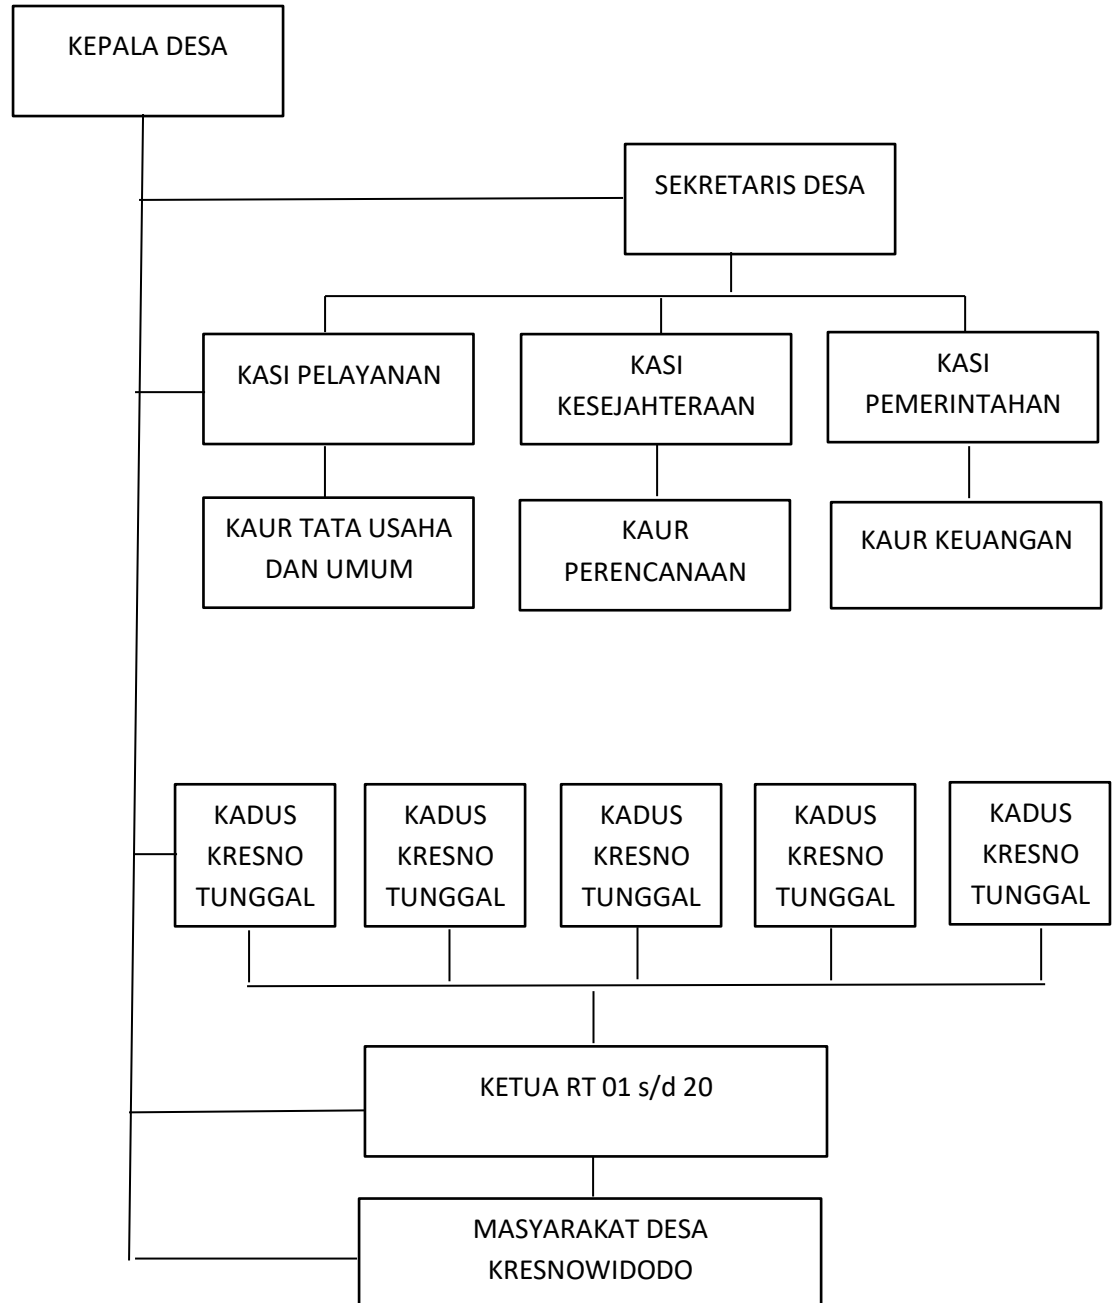 KEPALA DESA
SEKRETARIS DESA
KASI PELAYANAN
KASI
KESEJAHTERAAN
KASI
PEMERINTAHAN
KAUR TATA USAHA
DAN UMUM
KAUR
PERENCANAAN
KAUR KEUANGAN
KADUS
KRESNO
TUNGGAL
KADUS
KRESNO
TUNGGAL
KADUS
KRESNO
TUNGGAL
KADUS
KRESNO
TUNGGAL
KADUS
KRESNO
TUNGGAL
KETUA RT 01 s/d 20
MASYARAKAT DESA
KRESNOWIDODO